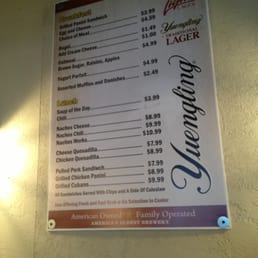 Breakfast
Grilled Panini Sandwich $3.99
Egg and Cheese $4.99
Choice of Meat
Bagel $1.49
Add Cream Cheese $1.00
Oatmeal $4.99
Brown Sugar, Raisins, Apples
Yogurt Parfait $4.49
Assorted Muffins and Danishes $2.49
Lunch
Soup of the Day $3.99
Chili
Nachos Cheese $8.99
Nachos Chili $9.99
Nachos Works $10.99
Cheese Quesadilla $7.99
Chicken Quesadilla $8.99
Pulled Pork Sandwich $7.99
Grilled Chicken Panini $8.99
Grilled Cubano $9.99
All Sandwiches Served With Chips and A Side Of Coleslaw
Yuengling
TRADITIONAL
LAGER
Yuengling
American Owned Family Operated
AMERICA'S OLDEST BREWERY